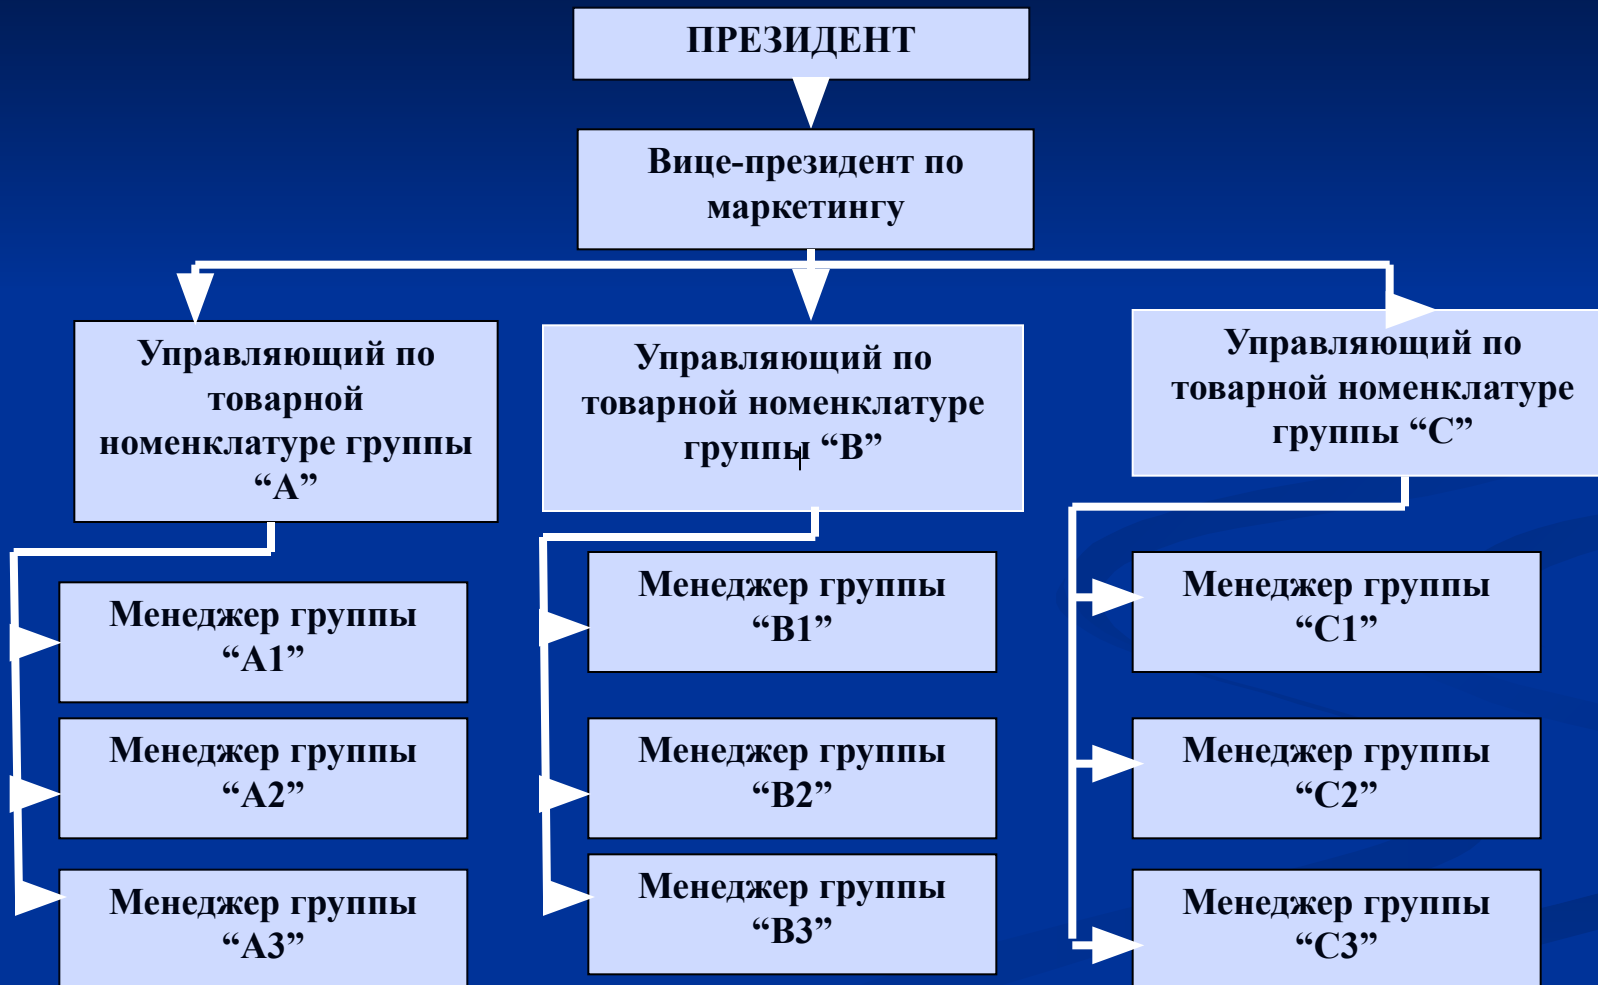 ПРЕЗИДЕНТ
Вице-президент по
маркетингу
Управляющий по
товарной
номенклатуре группы
“А”
Управляющий по
товарной номенклатуре
группы “В”
Управляющий по
товарной номенклатуре
группы “С”
Менеджер группы
“А1”
Менеджер группы
“А2”
Менеджер группы
“А3”
Менеджер группы
“В1”
Менеджер группы
“В2”
Менеджер группы
“В3”
Менеджер группы
“С1”
Менеджер группы
“С2”
Менеджер группы
“С3”